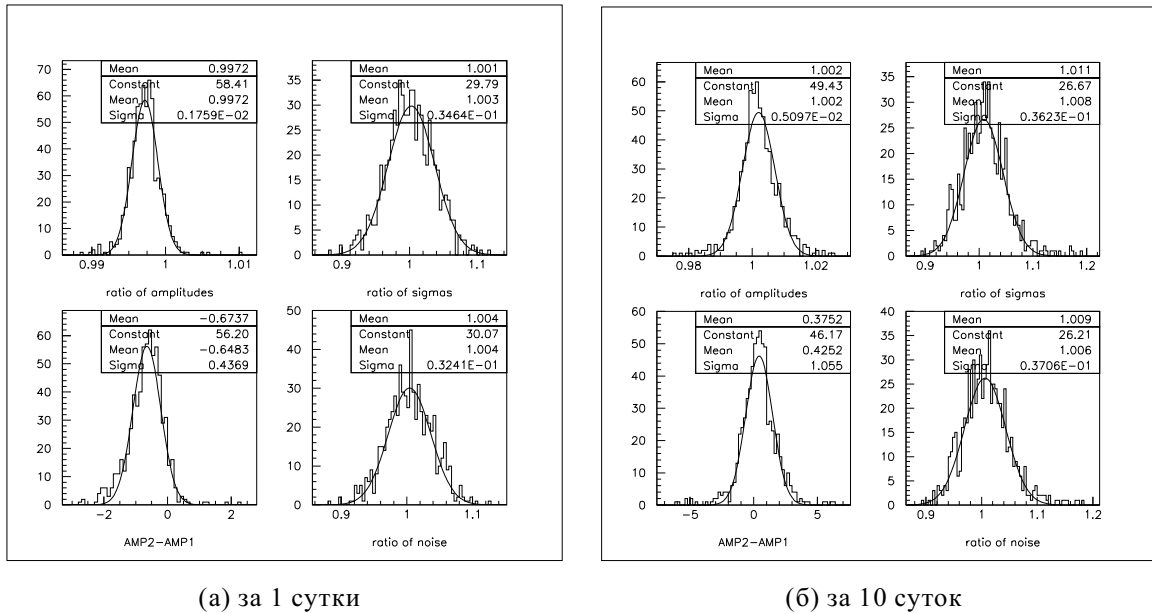 Mean 0.9972
Constant 58.41
Mean 0.9972
Sigma 0.1759E-02
70
60
50
40
30
20
10
0
0.99 1 1.01
ratio of amplitudes
Mean 1.001
Constant 29.79
Mean 1.003
Sigma 0.3464E-01
35
30
25
20
15
10
5
0
0.9 1 1.1
ratio of sigmas
Mean -0.6737
Constant 56.20
Mean -0.6483
Sigma 0.4369
60
50
40
30
20
10
0
-2 0 2
AMP2-AMP1
Mean 1.004
Constant 30.07
Mean 1.004
Sigma 0.3241E-01
50
40
30
20
10
0
0.9 1 1.1
ratio of noise
(а) за 1 сутки
Mean 1.002
Constant 49.43
Mean 1.002
Sigma 0.5097E-02
60
50
40
30
20
10
0
0.98 1 1.02
ratio of amplitudes
Mean 1.011
Constant 26.67
Mean 1.008
Sigma 0.3623E-01
35
30
25
20
15
10
5
0
0.9 1 1.1 1.2
ratio of sigmas
Mean 0.3752
Constant 46.17
Mean 0.4252
Sigma 1.055
60
50
40
30
20
10
0
-5 0 5
AMP2-AMP1
Mean 1.009
Constant 26.21
Mean 1.006
Sigma 0.3706E-01
40
35
30
25
20
15
10
5
0
0.9 1 1.1 1.2
ratio of noise
(б) за 10 суток